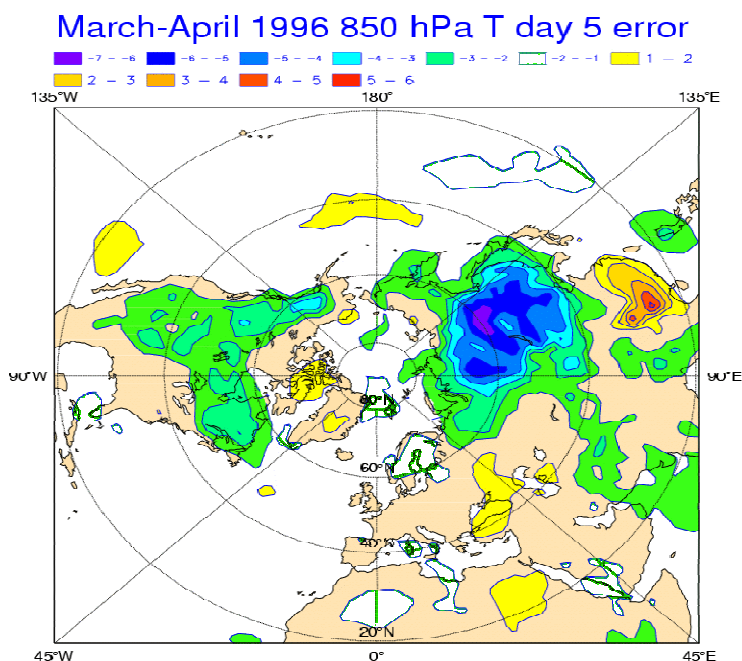 March-April 1996 850 hPa T day 5 error
-7 - -6 -6 - -5 -5 - -4 -4 - -3 -3 - -2 -2 - -1 1 - 2
2 - 3 3 - 4 4 - 5 5 - 6
135°W 180° 135°E
90°W 90°E
80°N
60°N
40°N
20°N
45°W 0° 45°E